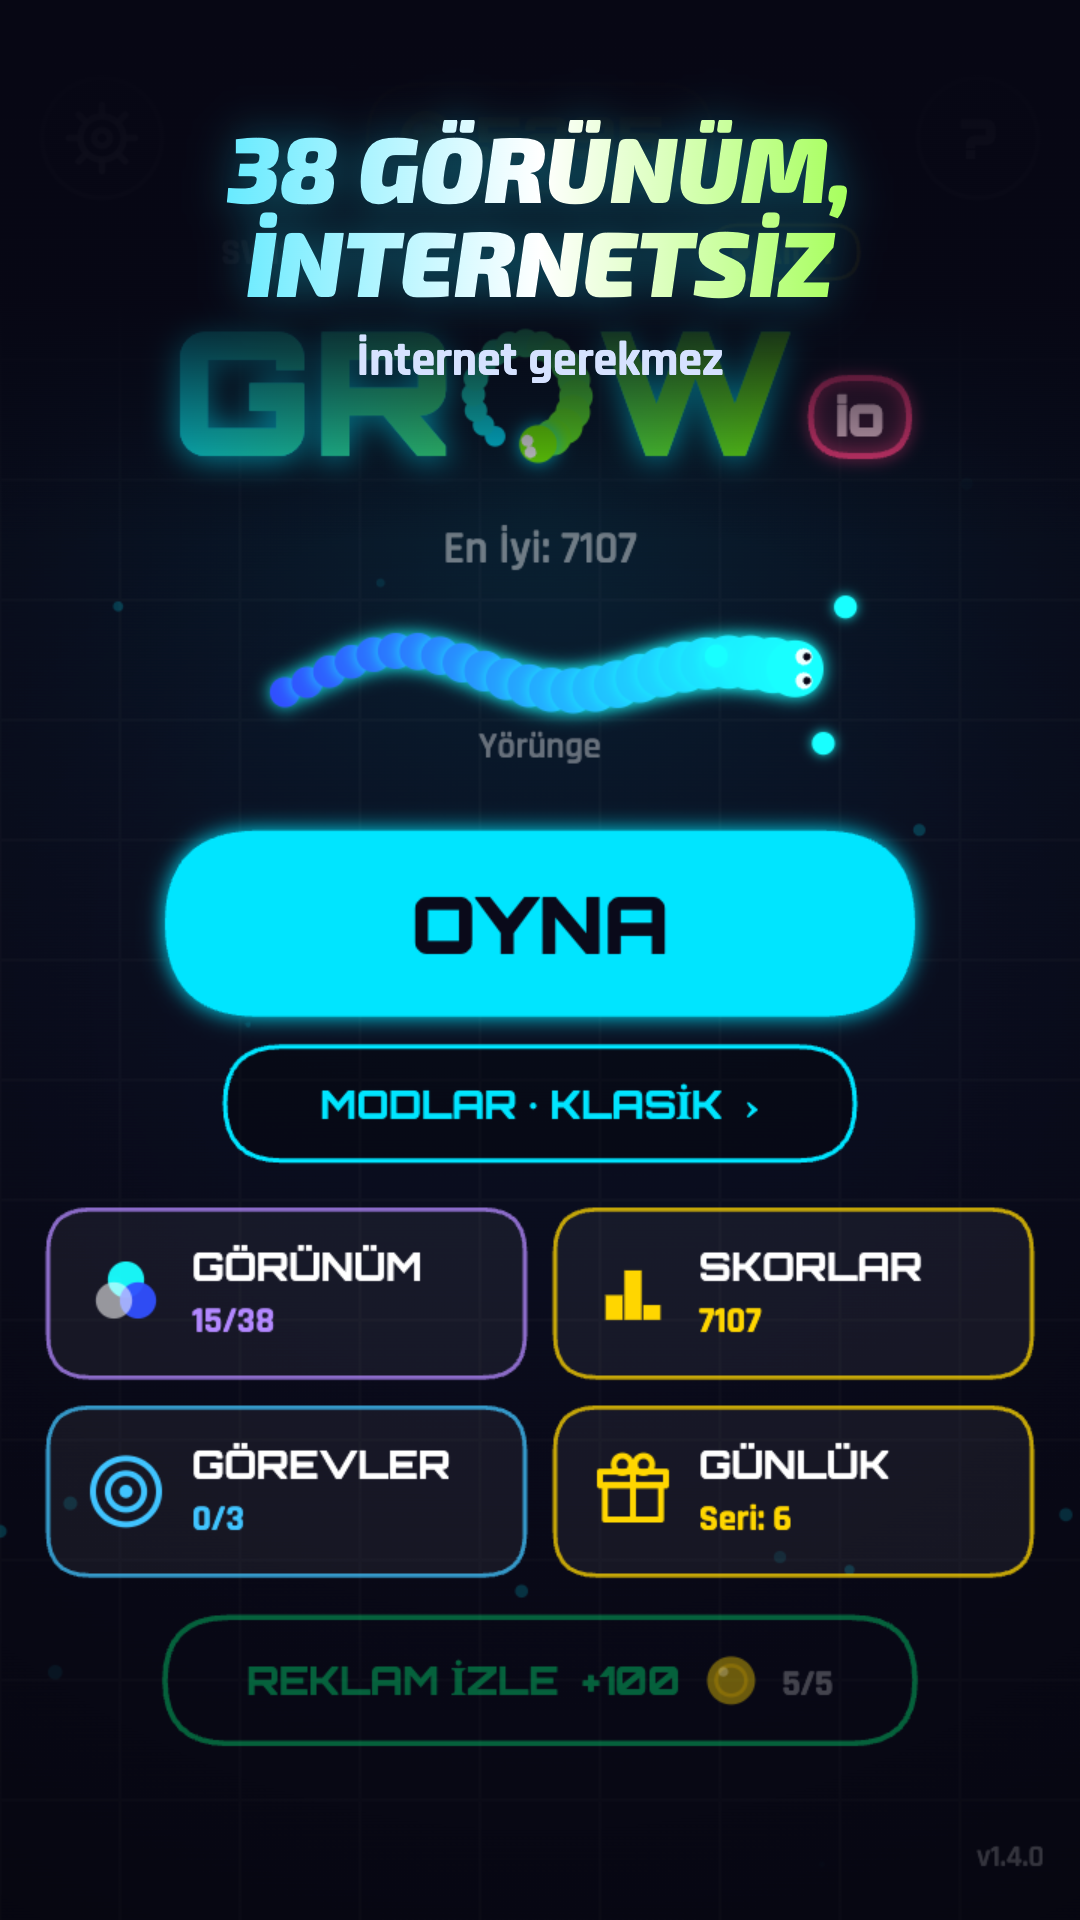 38 GÖRÜNÜM,
İNTERNETSİZ
İnternet gerekmez
GROW io
En İyi: 7107
Yörünge
OYNA
MODLAR · KLASİK ›
GÖRÜNÜM
15/38
SKORLAR
7107
GÖREVLER
0/3
GÜNLÜK
Seri: 6
REKLAM İZLE +100 5/5
v1.4.0